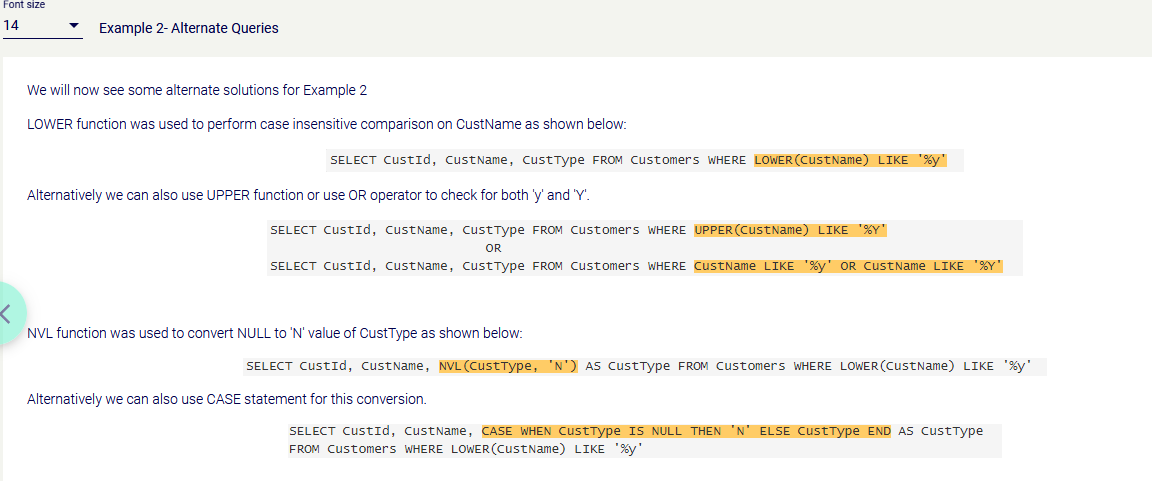 Font size
14
Example 2- Alternate Queries
We will now see some alternate solutions for Example 2
LOWER function was used to perform case insensitive comparison on CustName as shown below:
SELECT CustId, CustName, CustType FROM Customers WHERE LOWER(CustName) LIKE '%y'
Alternatively we can also use UPPER function or use OR operator to check for both 'y' and 'Y'.
SELECT CustId, CustName, CustType FROM Customers WHERE UPPER(CustName) LIKE '%Y'
OR
SELECT CustId, CustName, CustType FROM Customers WHERE CustName LIKE '%y' OR CustName LIKE '%Y'
NVL function was used to convert NULL to 'N' value of CustType as shown below:
SELECT CustId, CustName, NVL(CustType, 'N') AS CustType FROM Customers WHERE LOWER(CustName) LIKE '%y'
Alternatively we can also use CASE statement for this conversion.
SELECT CustId, CustName, CASE WHEN CustType IS NULL THEN 'N' ELSE CustType END AS CustType
FROM Customers WHERE LOWER(CustName) LIKE '%y'